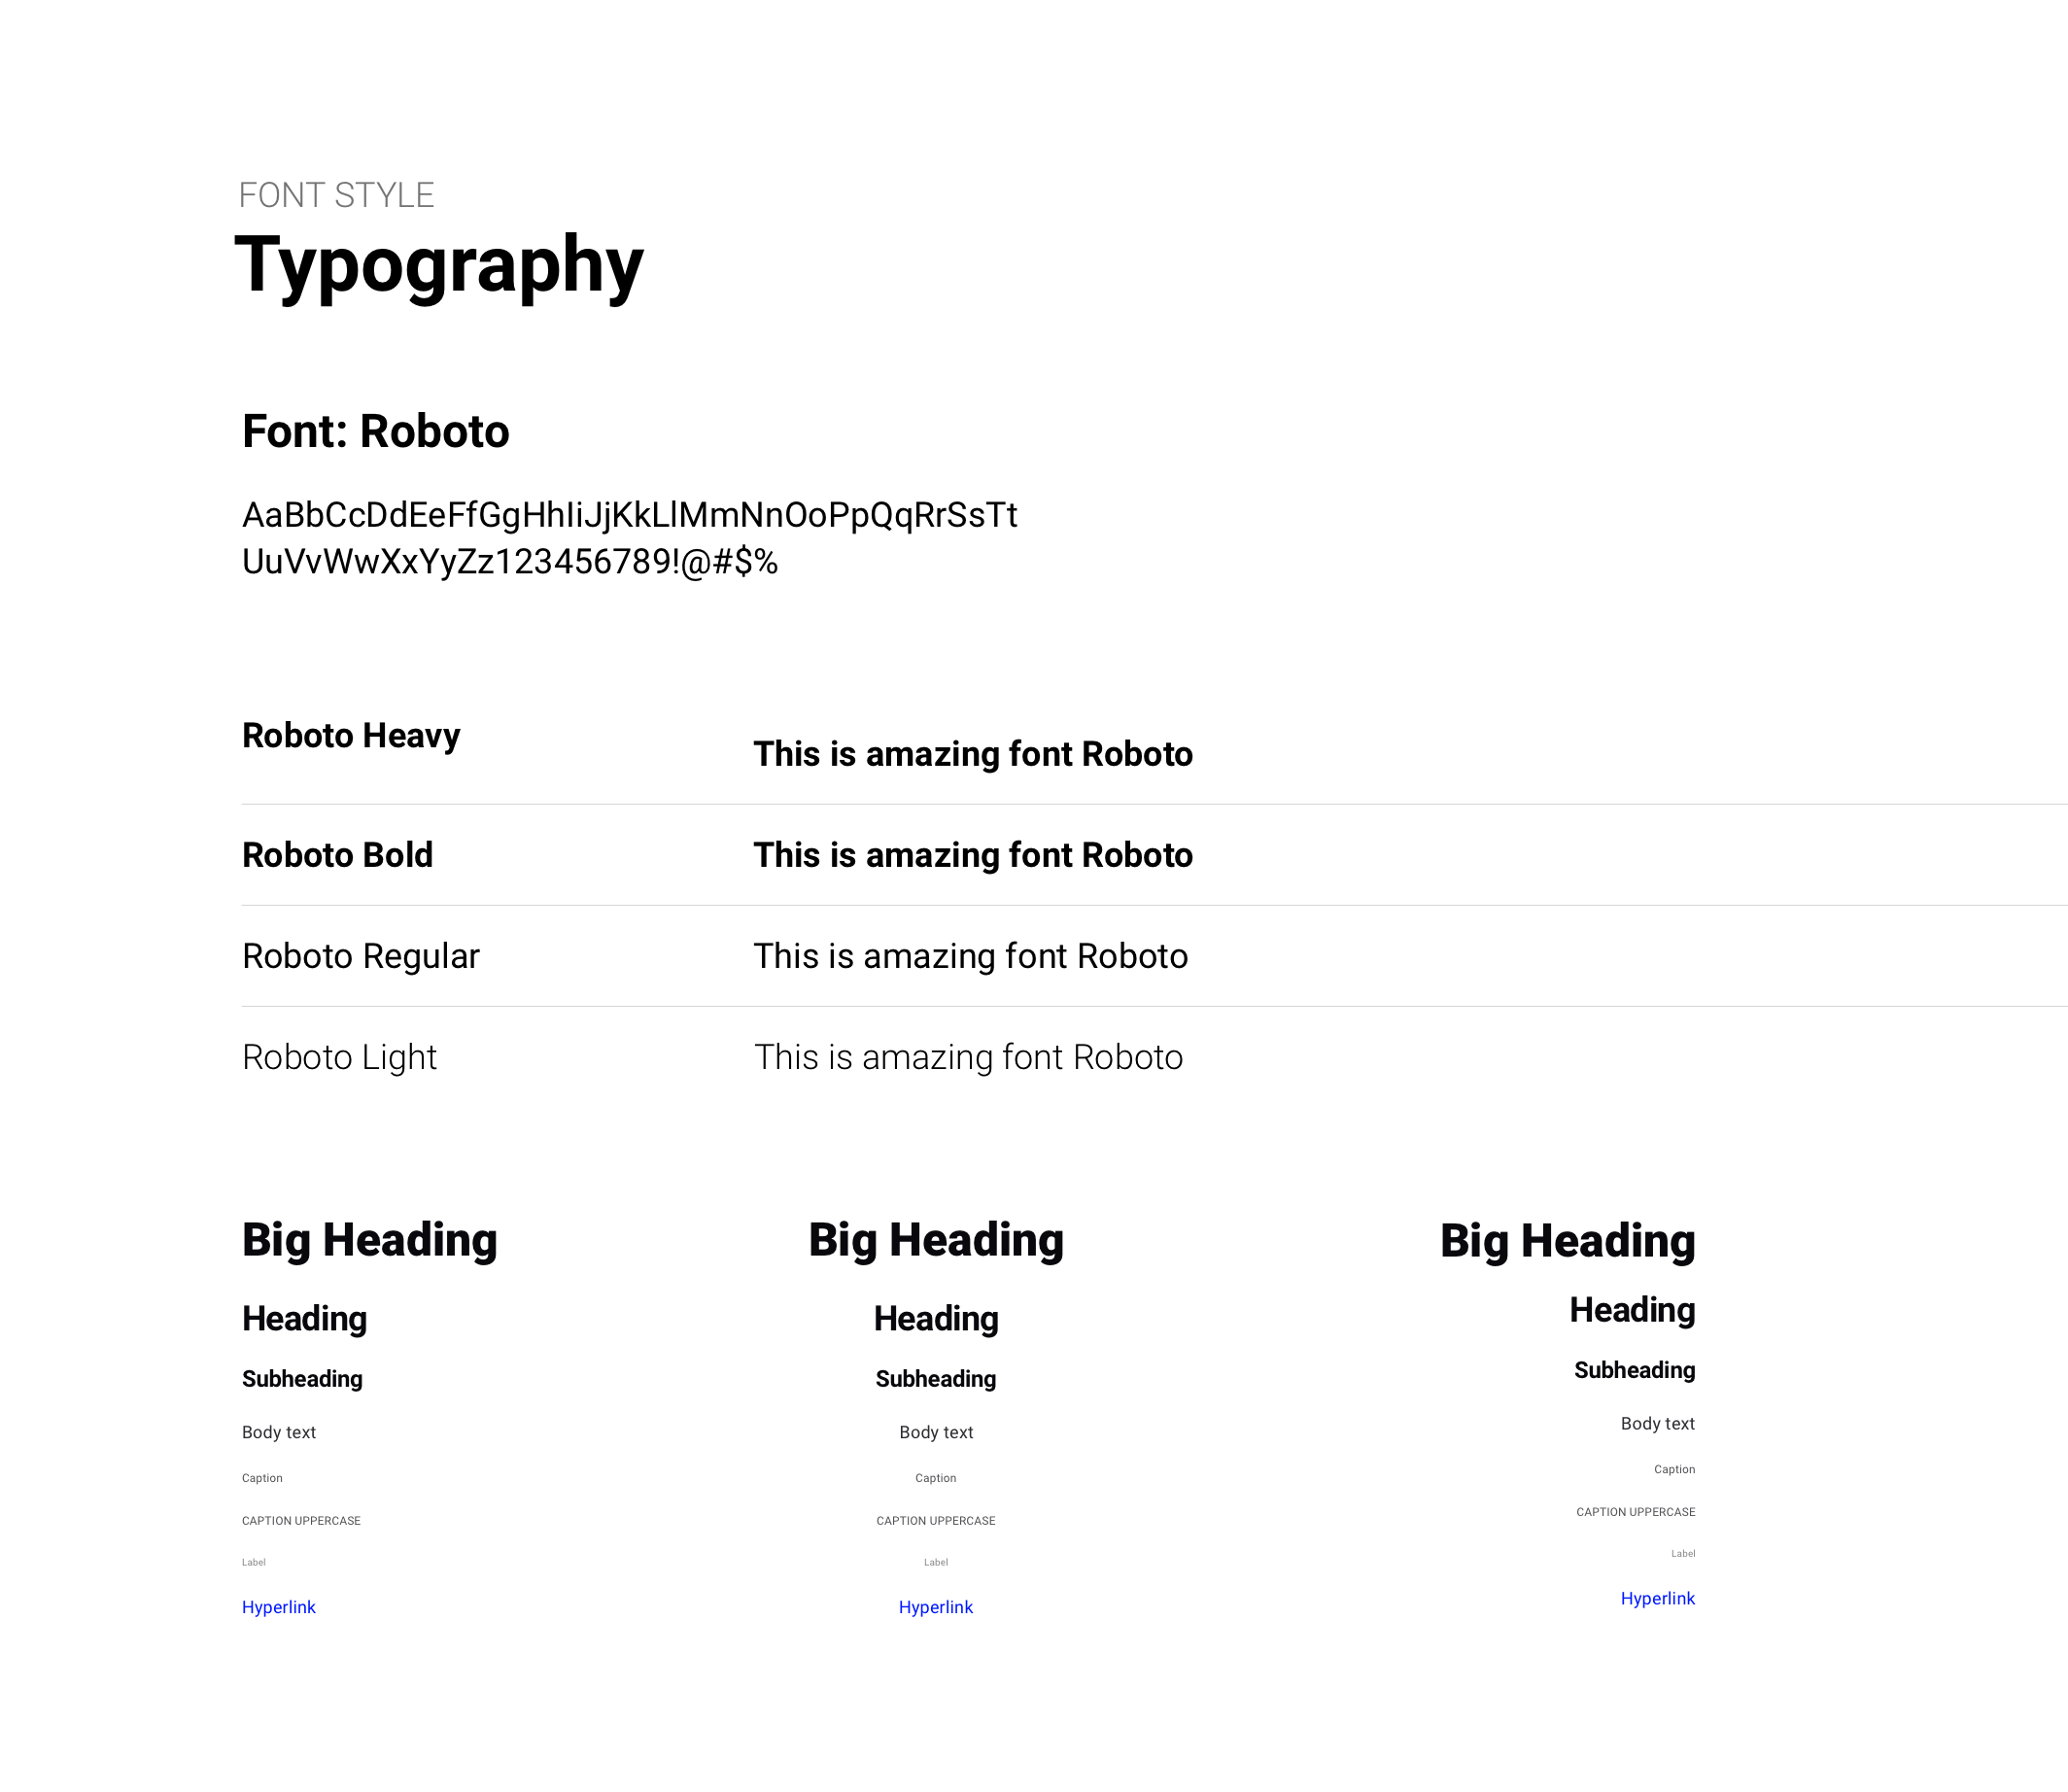 FONT STYLE
Typography
Font: Roboto
AaBbCcDdEeFfGgHhIiJjKkLlMmNnOoPpQqRrSsTt
UuVvWwXxYyZz123456789!@#$%
Roboto Heavy
This is amazing font Roboto
Roboto Bold
This is amazing font Roboto
Roboto Regular
This is amazing font Roboto
Roboto Light
This is amazing font Roboto
Big Heading
Heading
Subheading
Body text
Caption
CAPTION UPPERCASE
Label
Hyperlink
Big Heading
Heading
Subheading
Body text
Caption
CAPTION UPPERCASE
Label
Hyperlink
Big Heading
Heading
Subheading
Body text
Caption
CAPTION UPPERCASE
Label
Hyperlink